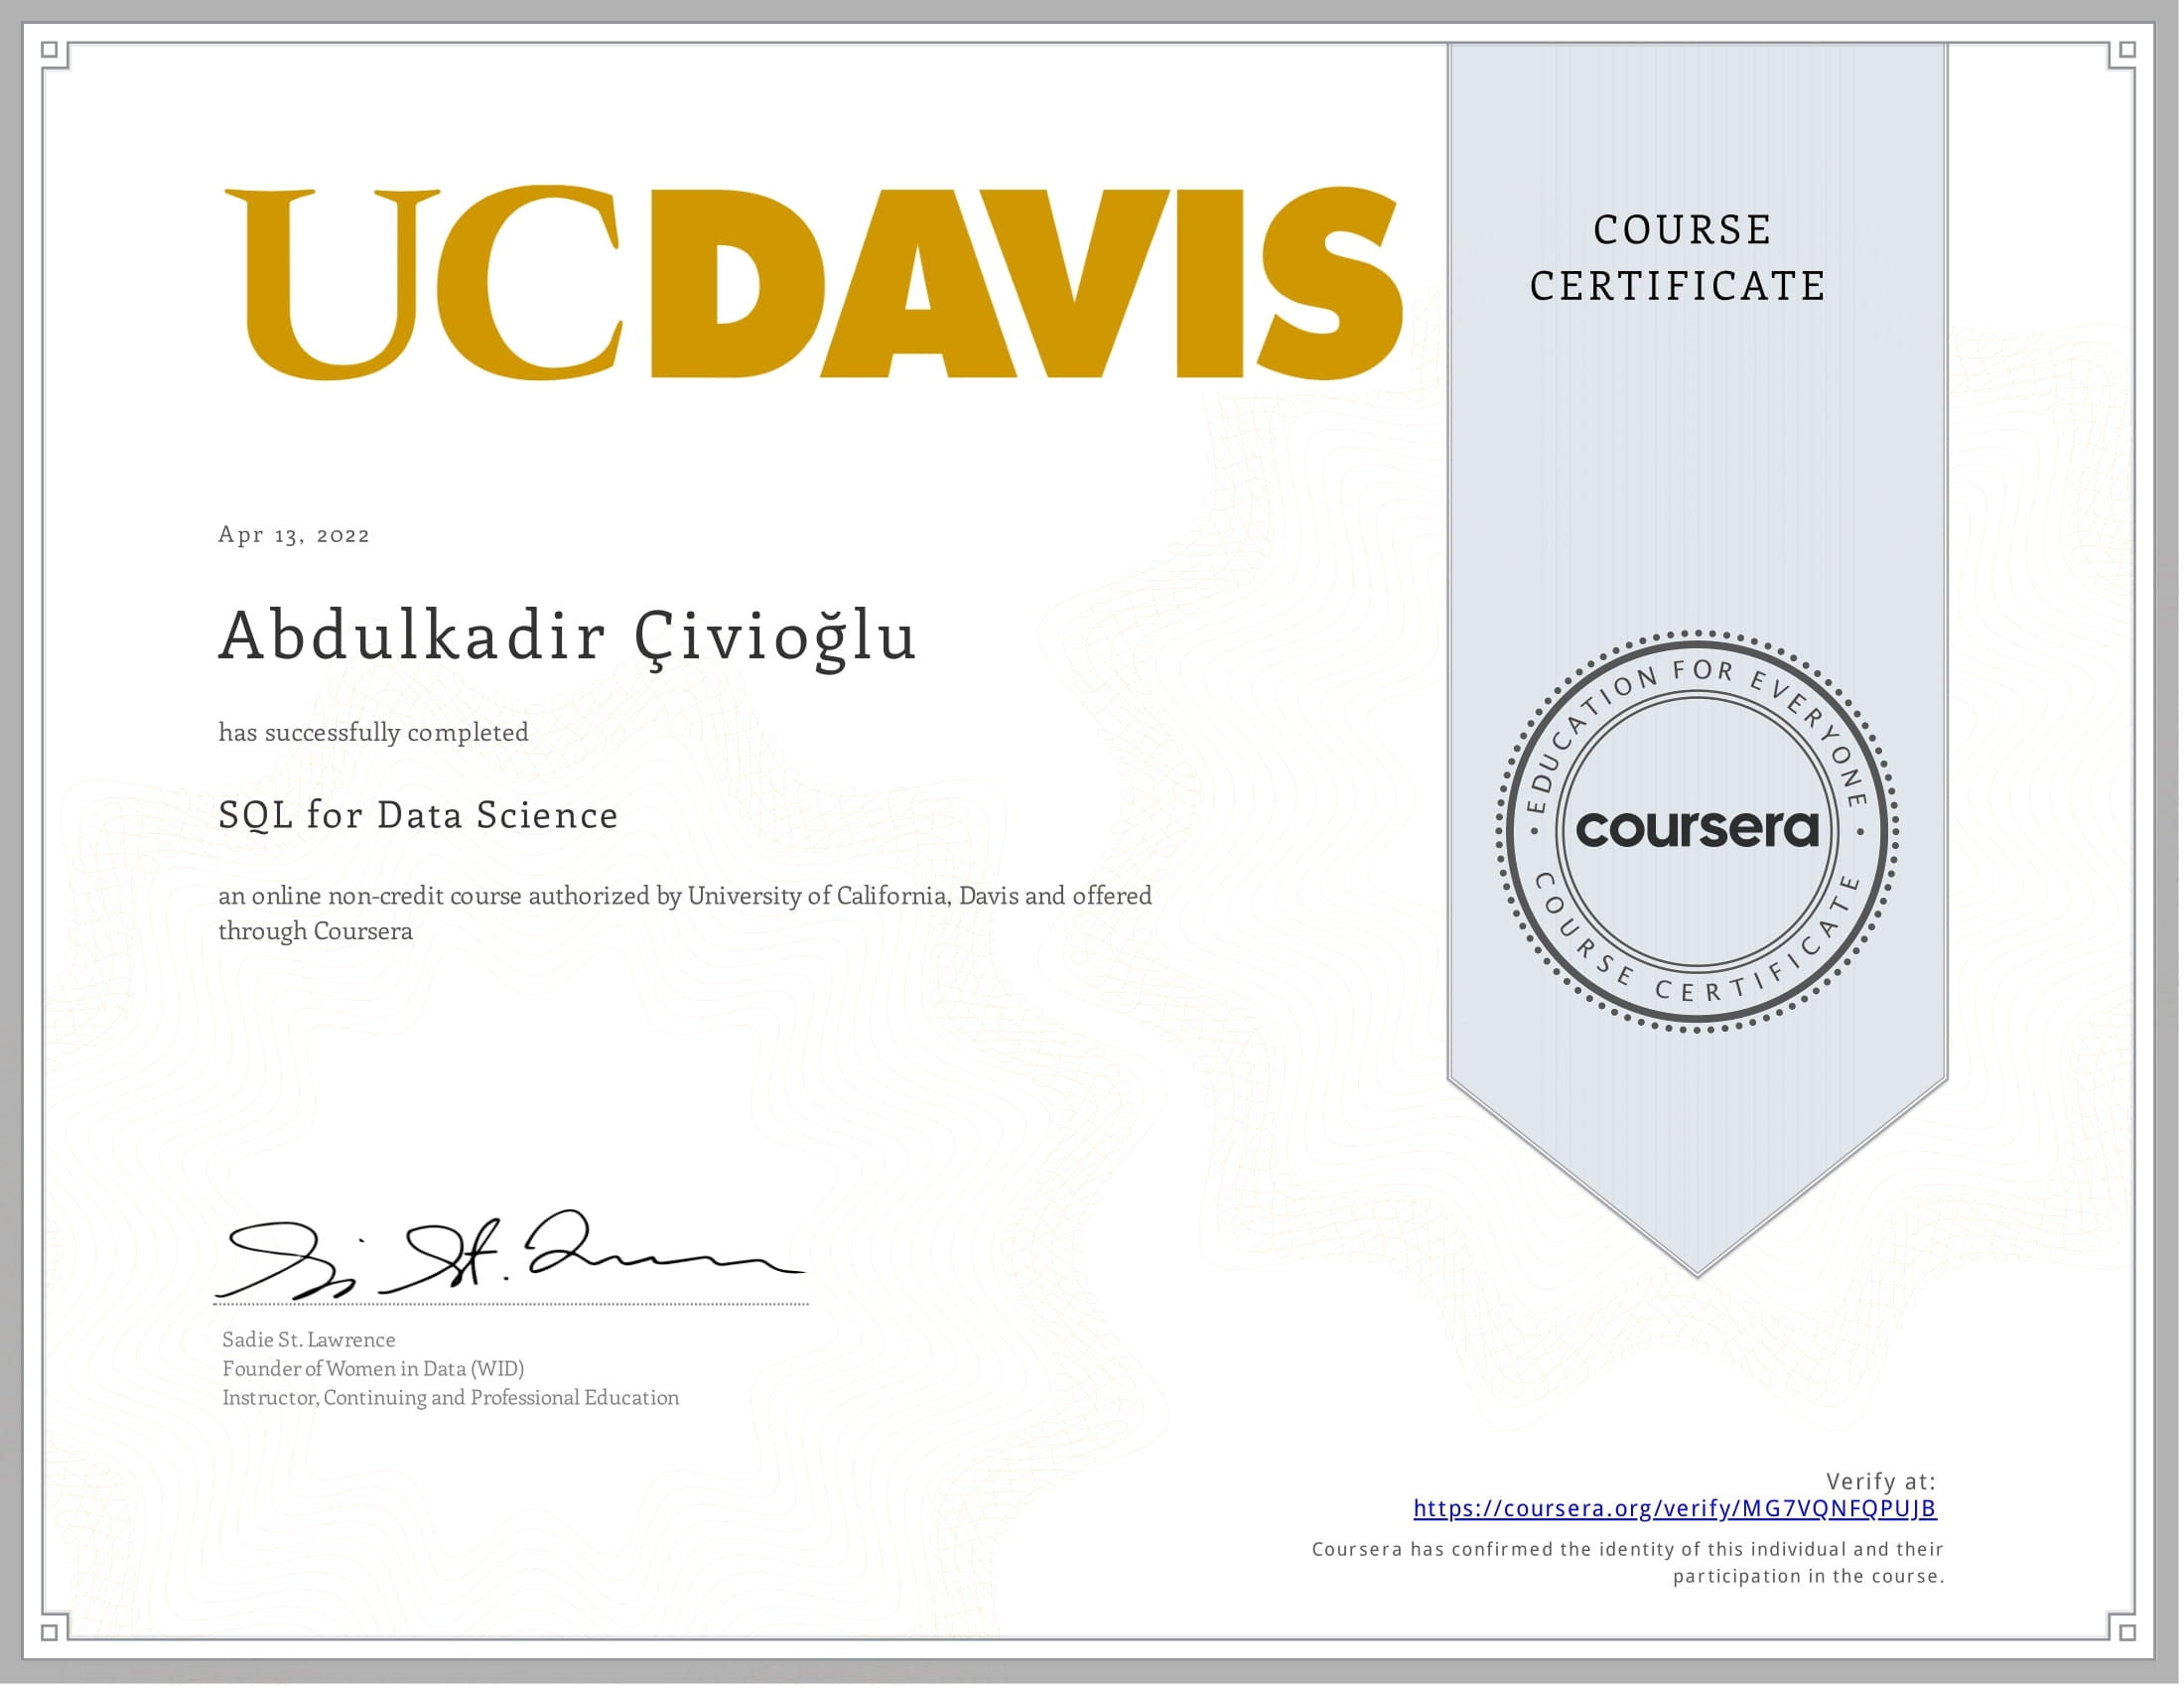 UCDAVIS
COURSE
CERTIFICATE
Apr 13, 2022
Abdulkadir Çivioğlu
has successfully completed
SQL for Data Science
an online non-credit course authorized by University of California, Davis and offered
through Coursera
EDUCATION FOR EVERYONE
coursera
COURSE CERTIFICATE
Sadie St. Lawrence
Founder of Women in Data (WID)
Instructor, Continuing and Professional Education
Verify at:
https://coursera.org/verify/MG7VQNFQPUJB
Coursera has confirmed the identity of this individual and their
participation in the course.